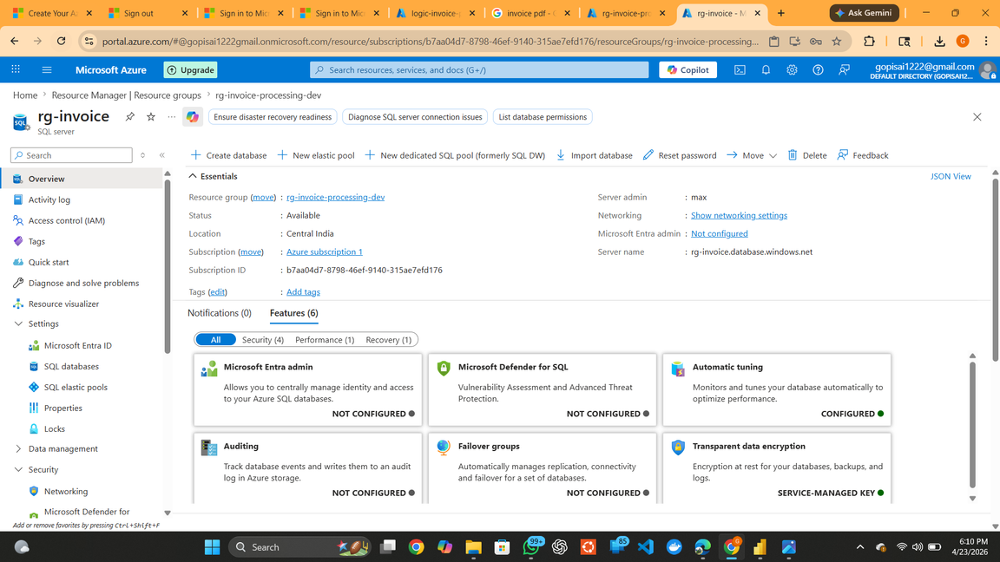 Create Your A
Sign out
Sign in to Mic
Sign in to Mic
logic-invoice-
invoice pdf - G
rg-invoice-pro
rg-invoice - M
Ask Gemini
portal.azure.com/#@gopisai1222gmail.onmicrosoft.com/resource/subscriptions/b7aa04d7-8798-46ef-9140-315ae7efd176/resourceGroups/rg-invoice-processing...
G
Microsoft Azure
Upgrade
Search resources, services, and docs (G+/)
Copilot
gopisai1222@gmail.com
DEFAULT DIRECTORY (GOPISAI12...
Home > Resource Manager | Resource groups > rg-invoice-processing-dev
SQL
rg-invoice
SQL server
Ensure disaster recovery readiness
Diagnose SQL server connection issues
List database permissions
Search
Create database
New elastic pool
New dedicated SQL pool (formerly SQL DW)
Import database
Reset password
Move
Delete
Feedback
Overview
Activity log
Access control (IAM)
Tags
Quick start
Diagnose and solve problems
Resource visualizer
Settings
Microsoft Entra ID
SQL databases
SQL elastic pools
Properties
Locks
Data management
Security
Networking
Microsoft Defender for
Add or remove favorites by pressing Ctrl+Shift+F
Essentials
JSON View
Resource group (move) : rg-invoice-processing-dev
Status : Available
Location : Central India
Subscription (move) : Azure subscription 1
Subscription ID : b7aa04d7-8798-46ef-9140-315ae7efd176
Tags (edit) : Add tags
Server admin : max
Networking : Show networking settings
Microsoft Entra admin : Not configured
Server name : rg-invoice.database.windows.net
Notifications (0)
Features (6)
All
Security (4)
Performance (1)
Recovery (1)
Microsoft Entra admin
Allows you to centrally manage identity and access
to your Azure SQL databases.
NOT CONFIGURED
Microsoft Defender for SQL
Vulnerability Assessment and Advanced Threat
Protection.
NOT CONFIGURED
Automatic tuning
Monitors and tunes your database automatically to
optimize performance.
CONFIGURED
Auditing
Track database events and writes them to an audit
log in Azure storage.
NOT CONFIGURED
Failover groups
Automatically manages replication, connectivity
and failover for a set of databases.
NOT CONFIGURED
Transparent data encryption
Encryption at rest for your databases, backups, and
logs.
SERVICE-MANAGED KEY
Search
99+
85
G
6:10 PM
4/23/2026